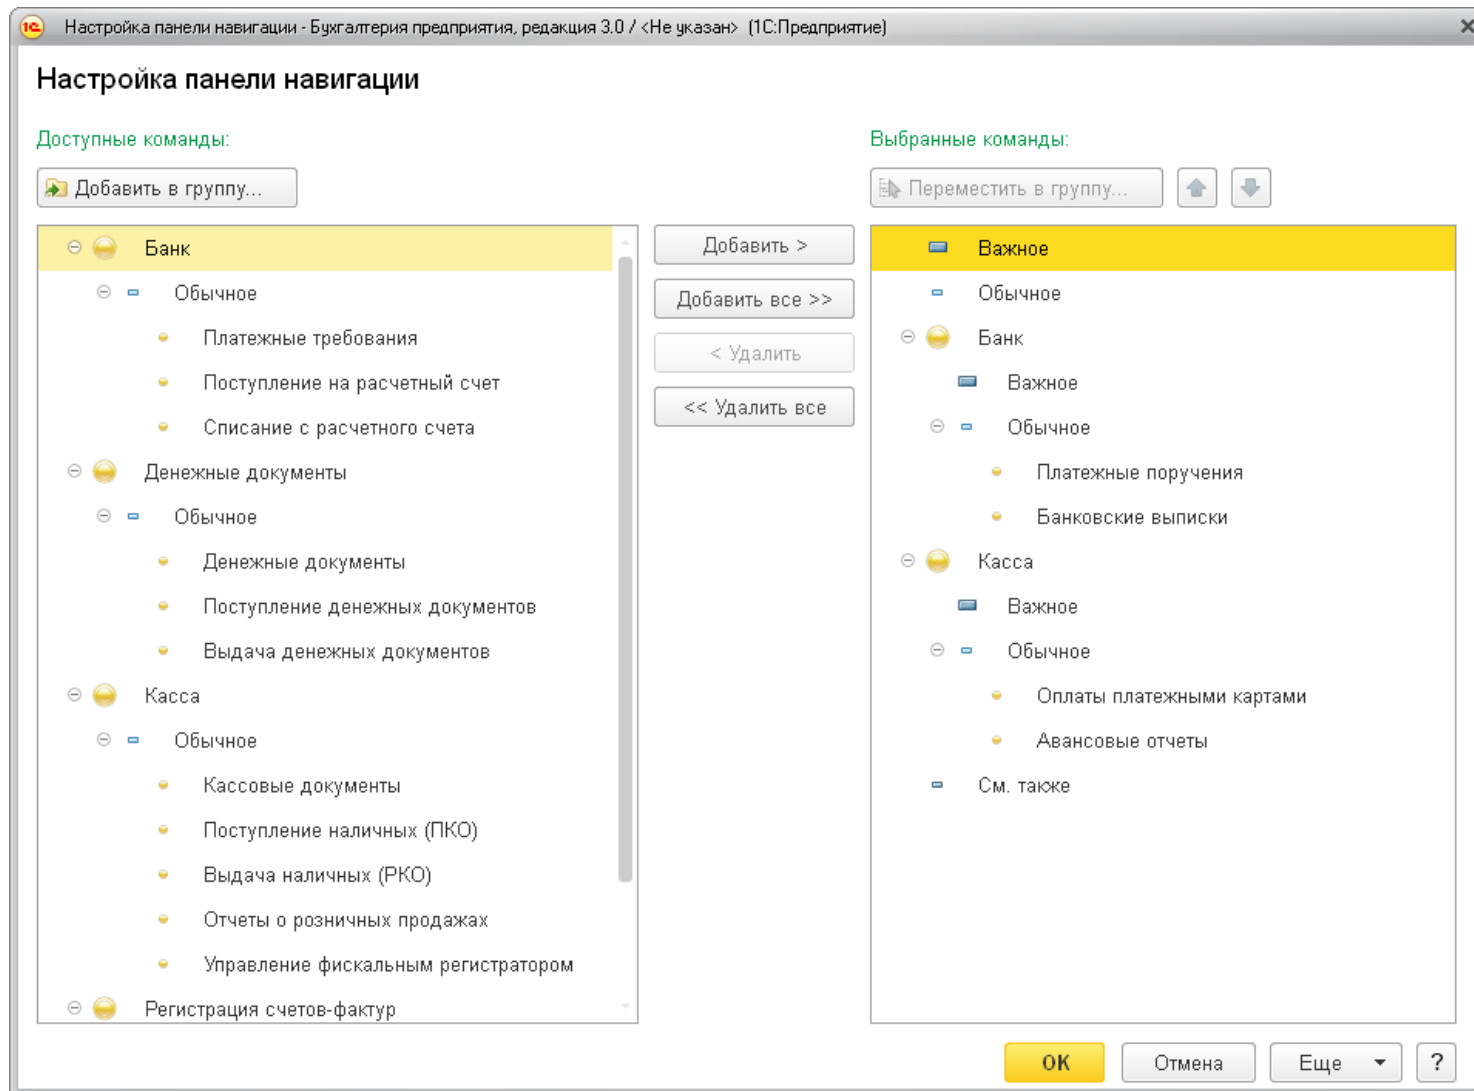 1С Настройка панели навигации - Бухгалтерия предприятия, редакция 3.0 / <Не указан> (1С:Предприятие)
Настройка панели навигации
Доступные команды:
Добавить в группу...
Банк
Обычное
Платежные требования
Поступление на расчетный счет
Списание с расчетного счета
Денежные документы
Обычное
Денежные документы
Поступление денежных документов
Выдача денежных документов
Касса
Обычное
Кассовые документы
Поступление наличных (ПКО)
Выдача наличных (РКО)
Отчеты о розничных продажах
Управление фискальным регистратором
Регистрация счетов-фактур
Добавить >
Добавить все >>
< Удалить
<< Удалить все
Выбранные команды:
Переместить в группу...
Важное
Обычное
Банк
Важное
Обычное
Платежные поручения
Банковские выписки
Касса
Важное
Обычное
Оплаты платежными картами
Авансовые отчеты
См. также
ОК
Отмена
Еще
?